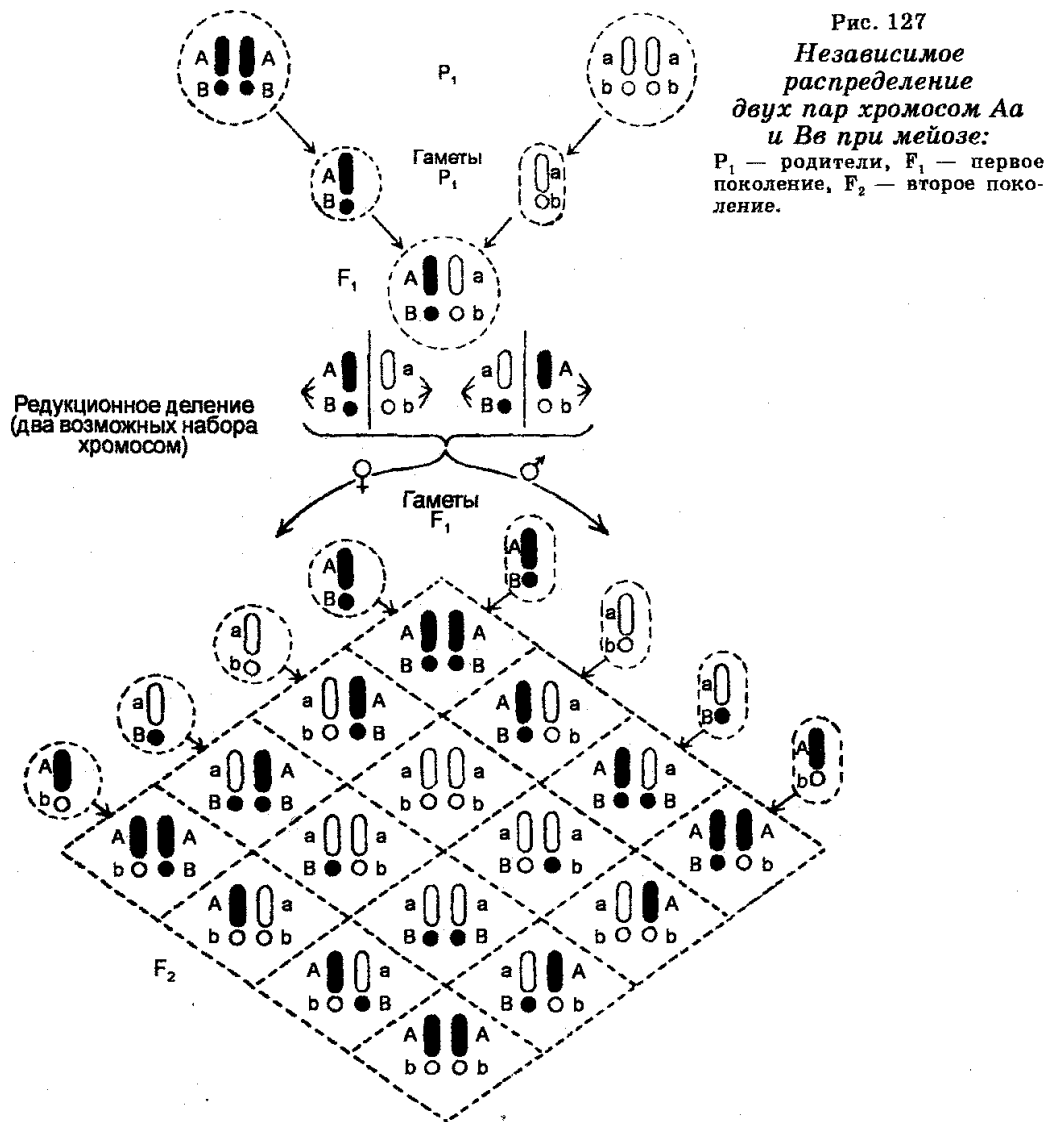 Рис. 127
Независимое
распределение
двух пар хромосом Аа
и Вв при мейозе:
P₁ — родители, F₁ — первое
поколение, F₂ — второе поко-
ление.
A A
B B
P₁
a a
b b
Гаметы
P₁
A
B
a
b
F₁
A a
B b
A a
B b
a A
B b
Редукционное деление
(два возможных набора
хромосом)
♀ ♂
Гаметы
F₁
A
B
A
B
a
b
a
b
a
B
a
B
A
b
A
b
A A
B B
a A
b B
A a
B b
a A
B B
a a
b b
A a
B B
A A
b B
a a
B b
a a
b B
A A
B b
A a
b b
a a
B B
a A
b b
A a
b B
a A
B b
A A
b b
F₂